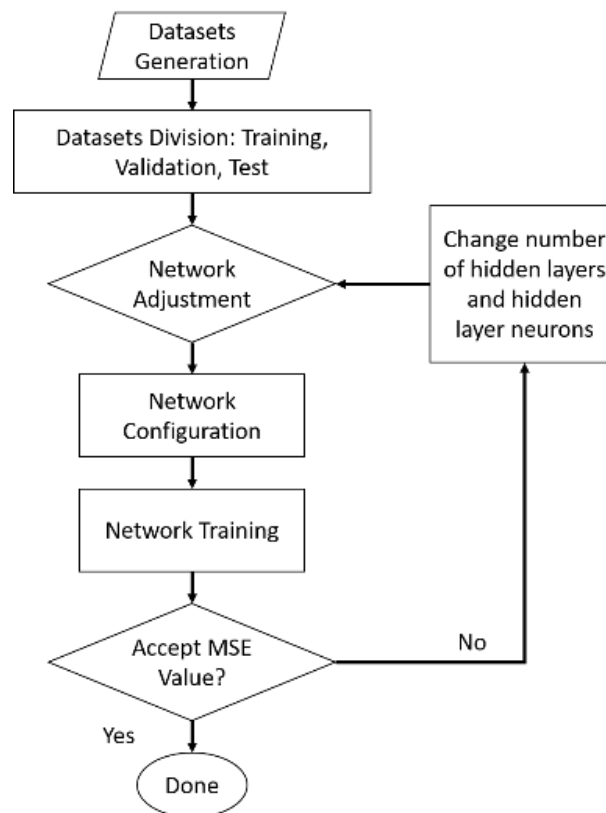 Datasets
Generation
Datasets Division: Training,
Validation, Test
Network
Adjustment
Change number
of hidden layers
and hidden
layer neurons
Network
Configuration
Network Training
Accept MSE
Value?
No
Yes
Done